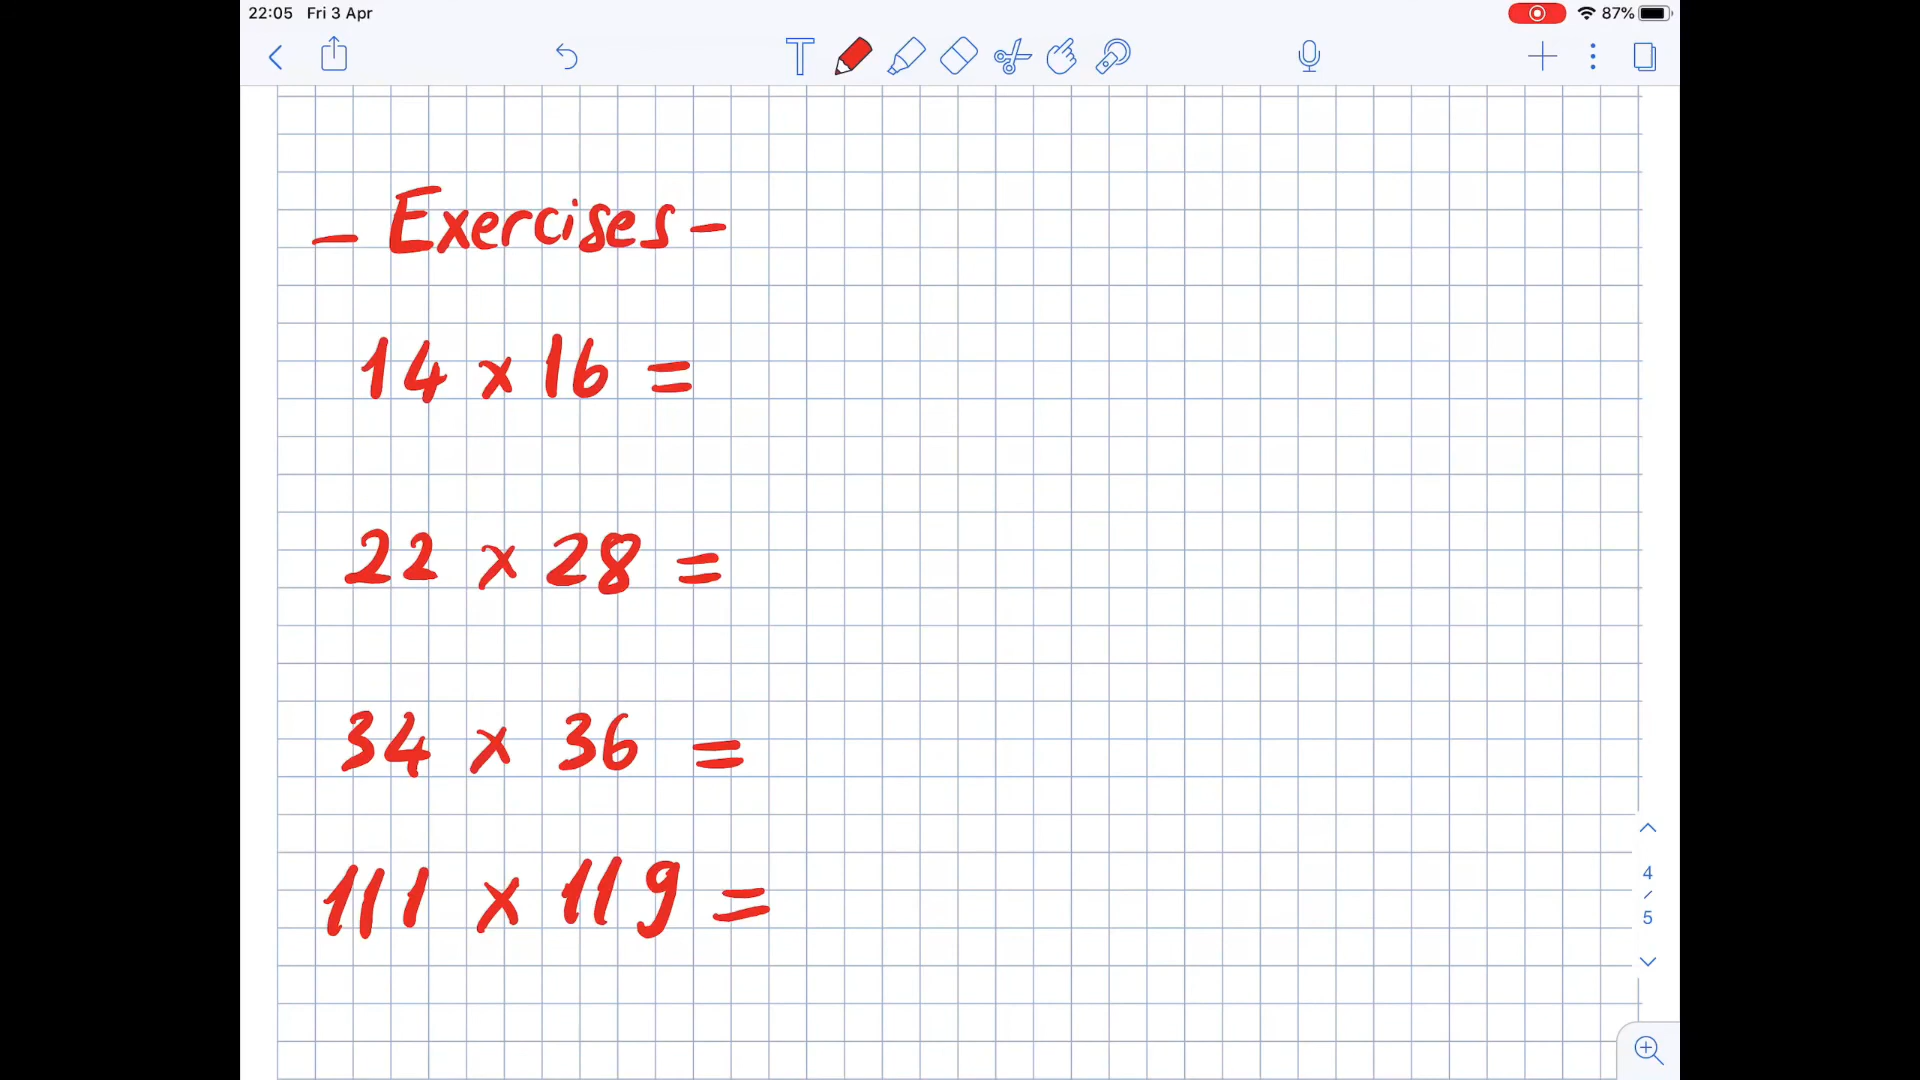 22:05 Fri 3 Apr 87%
T
- Exercises -
14 x 16 =
22 x 28 =
34 x 36 =
111 x 119 =
4
/
5